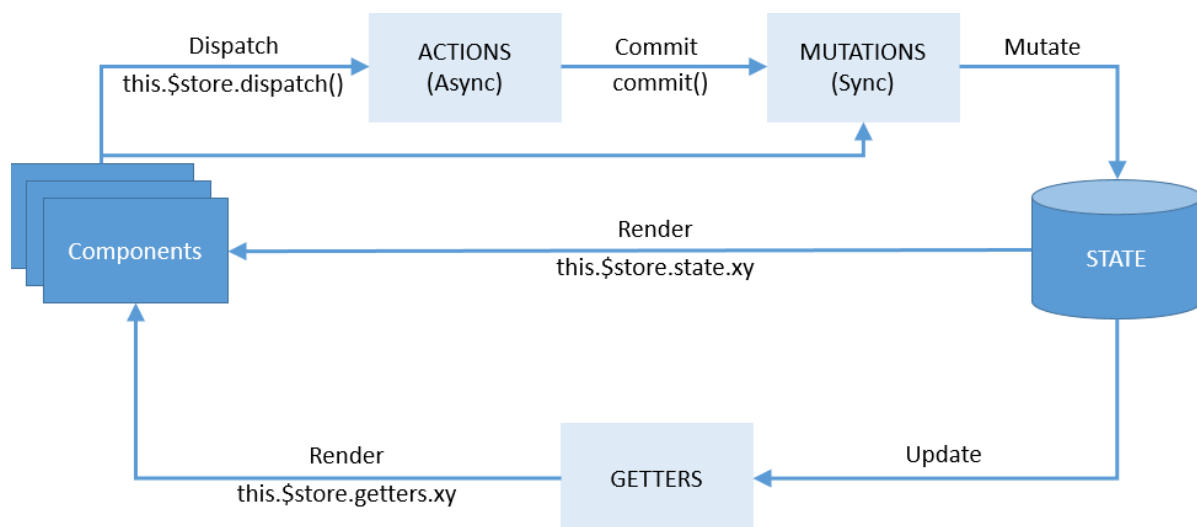 Dispatch
this.$store.dispatch()
ACTIONS
(Async)
Commit
commit()
MUTATIONS
(Sync)
Mutate
Components
Render
this.$store.state.xy
STATE
Render
this.$store.getters.xy
GETTERS
Update